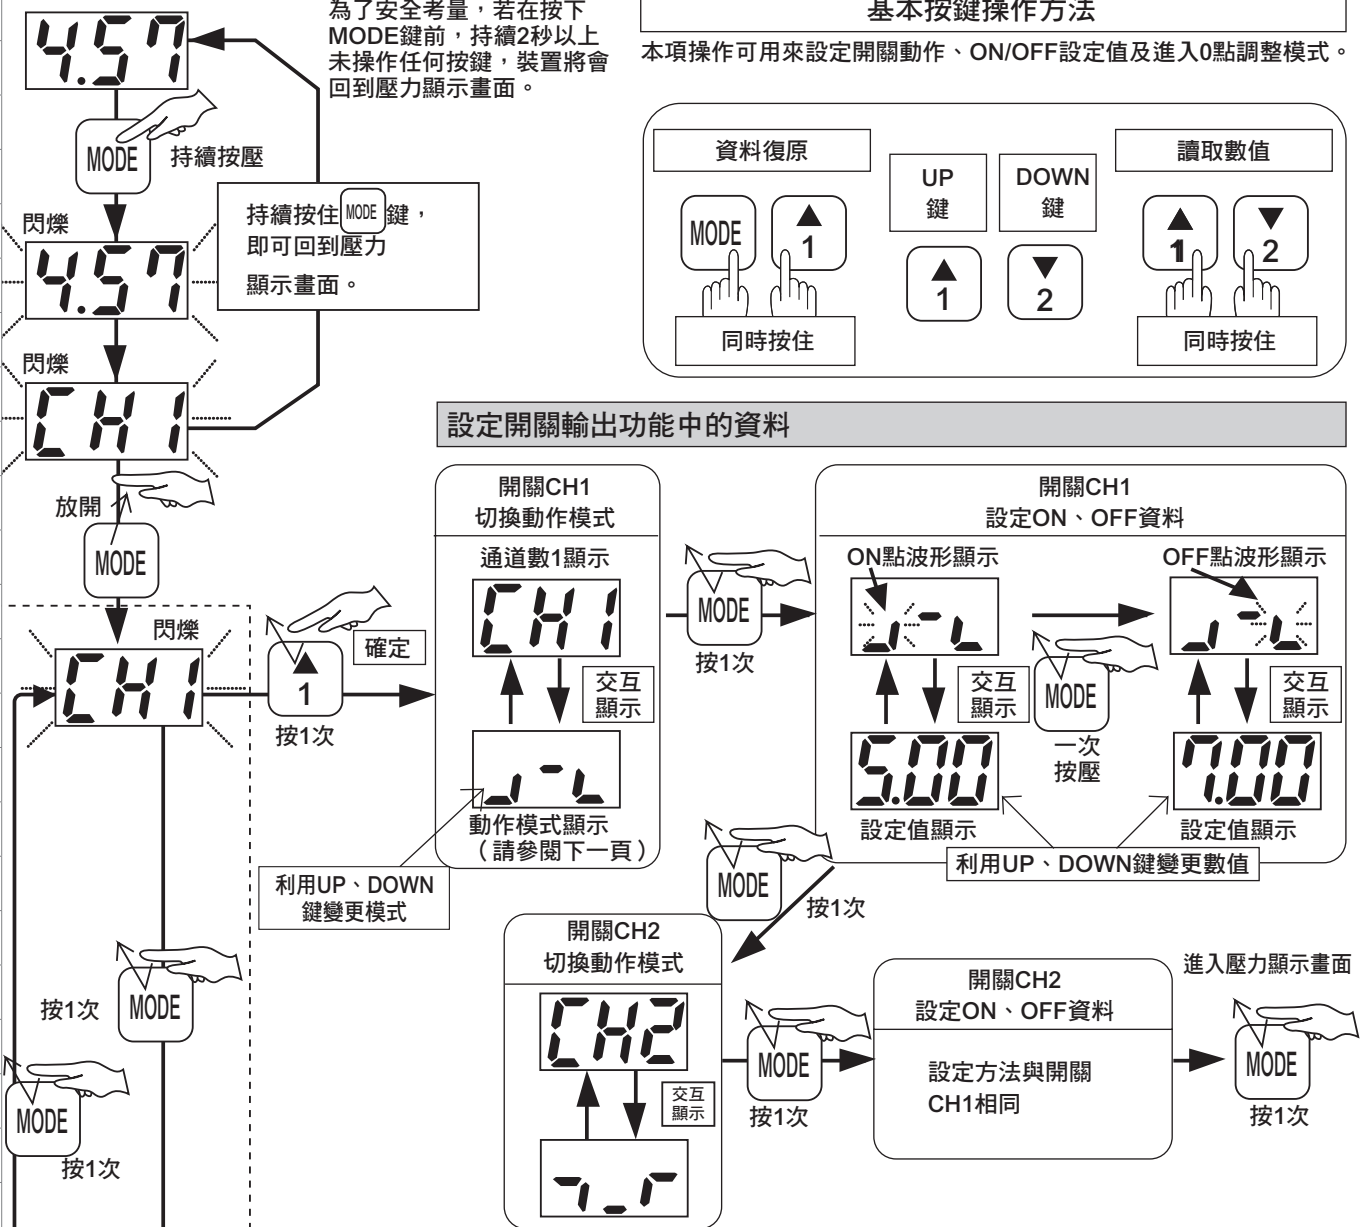 為了安全考量，若在按下
MODE鍵前，持續2秒以上
未操作任何按鍵，裝置將會
回到壓力顯示畫面。
基本按鍵操作方法
本項操作可用來設定開關動作、ON/OFF設定值及進入0點調整模式。
4.57
MODE
持續按壓
閃爍
4.57
持續按住MODE鍵，
即可回到壓力
顯示畫面。
閃爍
CH1
放開
MODE
資料復原
MODE
1
同時按住
UP
鍵
1
DOWN
鍵
2
讀取數值
1
2
同時按住
設定開關輸出功能中的資料
閃爍
CH1
1
確定
按1次
開關CH1
切換動作模式
通道數1顯示
CH1
交互
顯示
動作模式顯示
（請參閱下一頁）
利用UP、DOWN
鍵變更模式
MODE
按1次
開關CH1
設定ON、OFF資料
ON點波形顯示
OFF點波形顯示
交互
顯示
MODE
一次
按壓
交互
顯示
5.00
7.00
設定值顯示
設定值顯示
利用UP、DOWN鍵變更數值
MODE
按1次
開關CH2
切換動作模式
CH2
交互
顯示
MODE
按1次
開關CH2
設定ON、OFF資料
設定方法與開關
CH1相同
進入壓力顯示畫面
MODE
按1次
按1次
MODE
MODE
按1次